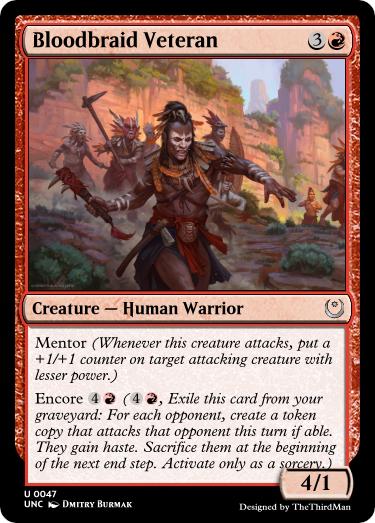 Bloodbraid Veteran 3
Creature — Human Warrior
Mentor (Whenever this creature attacks, put a
+1/+1 counter on target attacking creature with
lesser power.)
Encore 4 ( 4 , Exile this card from your
graveyard: For each opponent, create a token
copy that attacks that opponent this turn if able.
They gain haste. Sacrifice them at the beginning
of the next end step. Activate only as a sorcery.)
4/1
U 0047
UNC Dmitry Burmak
Designed by TheThirdMan